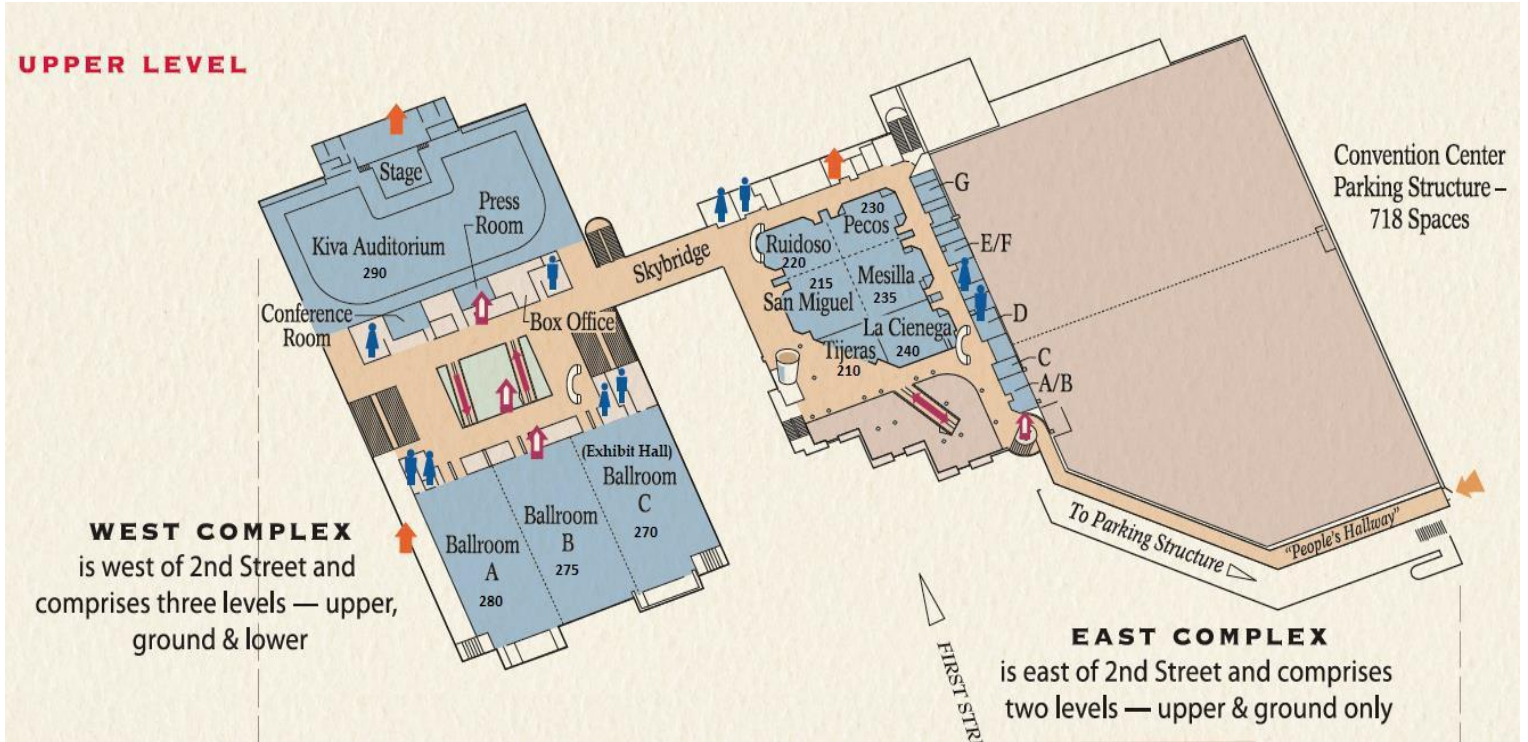 UPPER LEVEL
Stage
Press
Room
Kiva Auditorium
290
Conference
Room
Box Office
Skybridge
(Exhibit Hall)
Ballroom
C
270
Ballroom
B
275
Ballroom
A
280
WEST COMPLEX
is west of 2nd Street and
comprises three levels — upper,
ground & lower
230
Pecos
Ruidoso
220
215
San Miguel
Mesilla
235
La Cienega
240
Tijeras
210
G
E/F
D
C
A/B
Convention Center
Parking Structure –
718 Spaces
To Parking Structure
"People's Hallway"
EAST COMPLEX
is east of 2nd Street and comprises
two levels — upper & ground only
FIRST